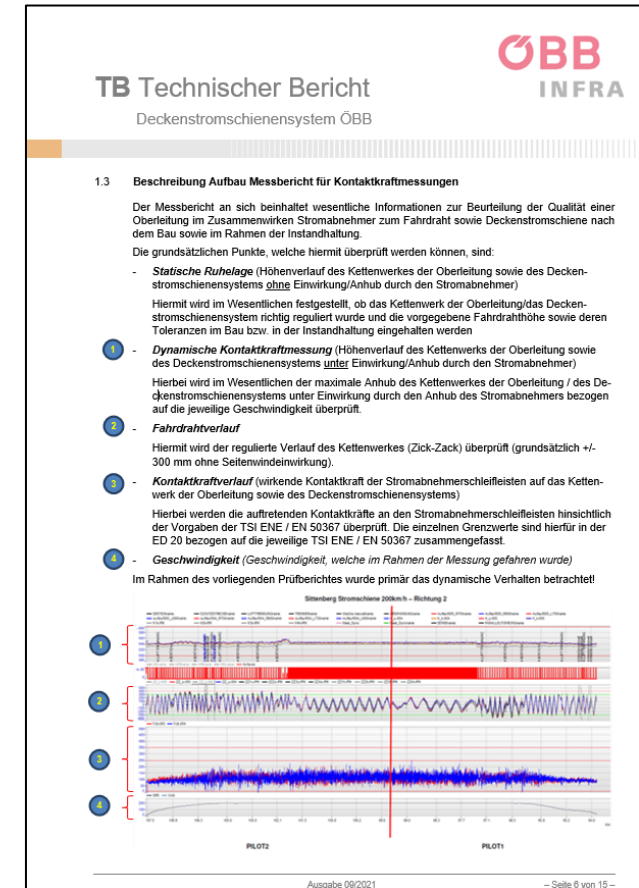 ÖBB
INFRA
TB Technischer Bericht
Deckenstromschienensystem ÖBB
1.3 Beschreibung Aufbau Messbericht für Kontaktkraftmessungen
Der Messbericht an sich beinhaltet wesentliche Informationen zur Beurteilung der Qualität einer
Oberleitung im Zusammenwirken Stromabnehmer zum Fahrdraht sowie Deckenstromschiene nach
dem Bau sowie im Rahmen der Instandhaltung.
Die grundsätzlichen Punkte, welche hiermit überprüft werden können, sind:
- Statische Ruhelage (Höhenverlauf des Kettenwerkes der Oberleitung sowie des Decken-
stromschienensystems ohne Einwirkung/Anhub durch den Stromabnehmer)
Hiermit wird im Wesentlichen festgestellt, ob das Kettenwerk der Oberleitung/das Decken-
stromschienensystem richtig reguliert wurde und die vorgegebene Fahrdrahthöhe sowie deren
Toleranzen im Bau bzw. in der Instandhaltung eingehalten werden
1 - Dynamische Kontaktkraftmessung (Höhenverlauf des Kettenwerks der Oberleitung sowie
des Deckenstromschienensystems unter Einwirkung/Anhub durch den Stromabnehmer)
Hierbei wird im Wesentlichen der maximale Anhub des Kettenwerkes der Oberleitung / des De-
ckenstromschienensystems unter Einwirkung durch den Anhub des Stromabnehmers bezogen
auf die jeweilige Geschwindigkeit überprüft.
2 - Fahrdrahtverlauf
Hiermit wird der regulierte Verlauf des Kettenwerkes (Zick-Zack) überprüft (grundsätzlich +/-
300 mm ohne Seitenwindeinwirkung).
3 - Kontaktkraftverlauf (wirkende Kontaktkraft der Stromabnehmerschleifleisten auf das Ketten-
werk der Oberleitung sowie des Deckenstromschienensystems)
Hierbei werden die auftretenden Kontaktkräfte an den Stromabnehmerschleifleisten hinsichtlich
der Vorgaben der TSI ENE / EN 50367 überprüft. Die einzelnen Grenzwerte sind hierfür in der
ED 20 bezogen auf die jeweilige TSI ENE / EN 50367 zusammengefasst.
4 - Geschwindigkeit (Geschwindigkeit, welche im Rahmen der Messung gefahren wurde)
Im Rahmen des vorliegenden Prüfberichtes wurde primär das dynamische Verhalten betrachtet!
Sittenberg Stromschiene 200km/h – Richtung 2
1
2
3
4
PILOT2 PILOT1
Ausgabe 09/2021 – Seite 6 von 15 –